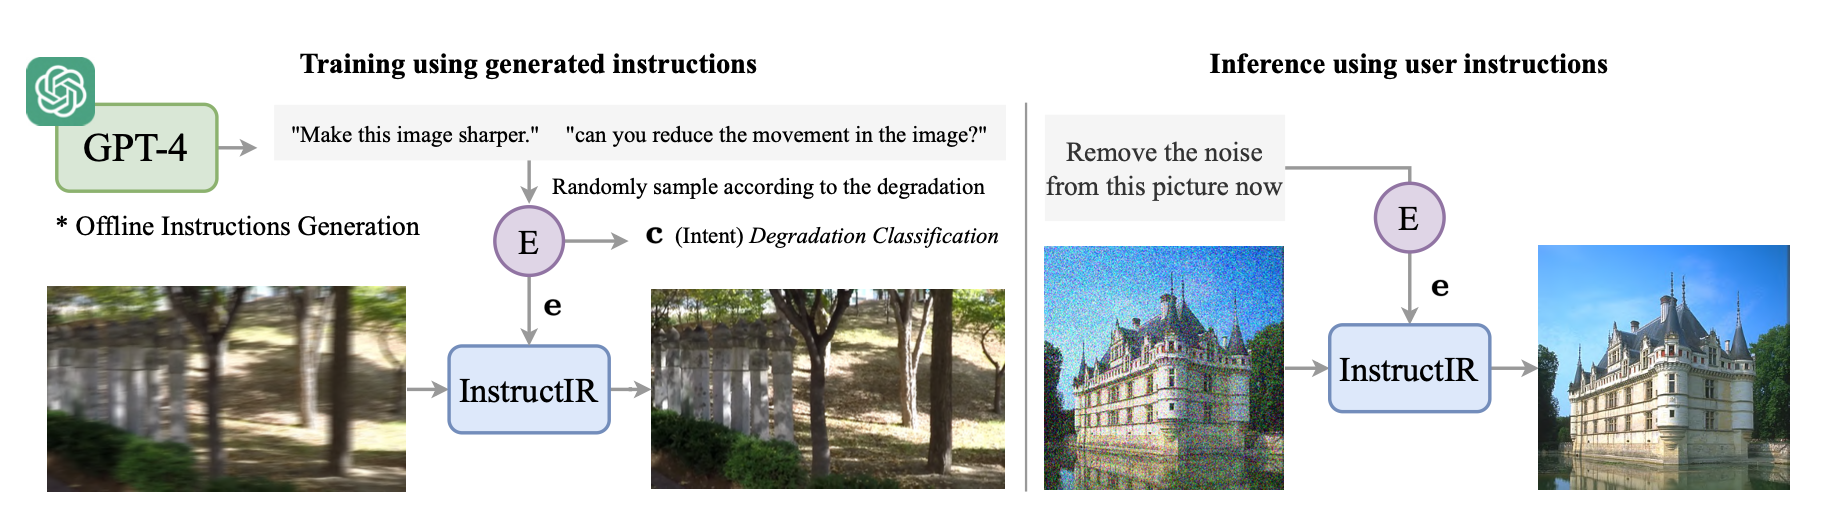 Training using generated instructions
GPT-4
"Make this image sharper." "can you reduce the movement in the image?"
Randomly sample according to the degradation
* Offline Instructions Generation
E
c (Intent) Degradation Classification
e
InstructIR
Inference using user instructions
Remove the noise
from this picture now
E
e
InstructIR